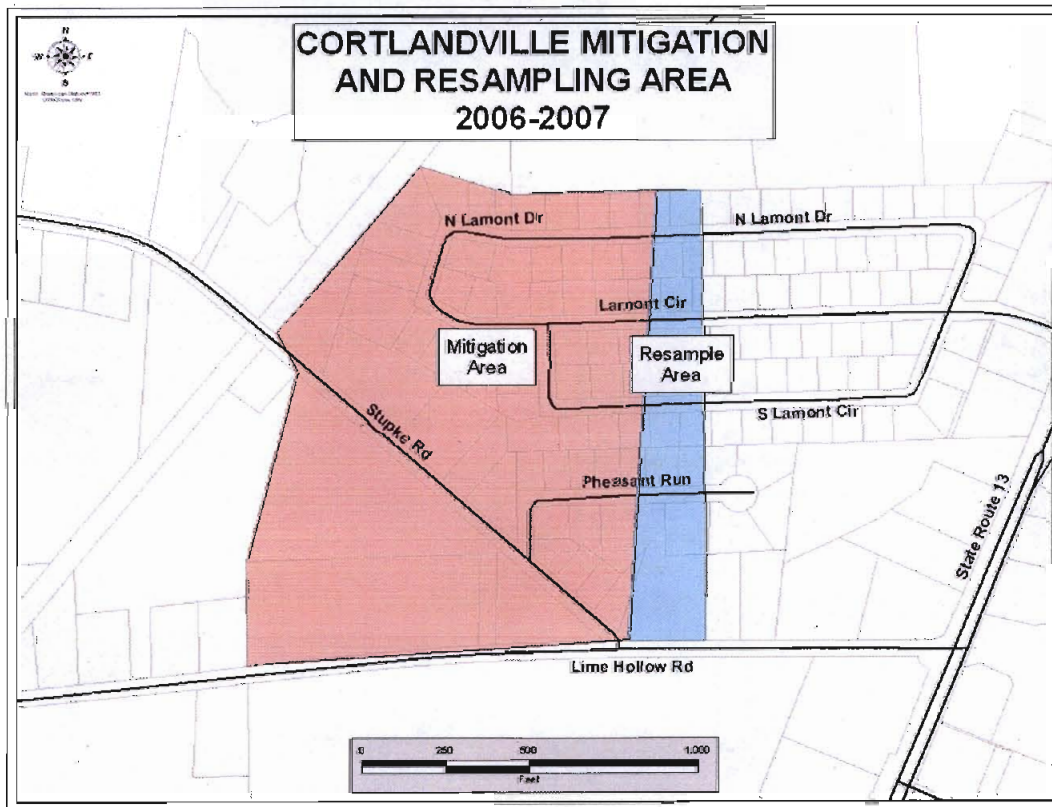 N
W
E
S
CORTLANDVILLE MITIGATION
AND RESAMPLING AREA
2006-2007
N Lamont Dr
N Lamont Dr
Lamont Cir
Mitigation
Area
Resample
Area
S Lamont Cir
Stupke Rd
Pheasant Run
State Route 13
Lime Hollow Rd
0 250 500 1,000
Feet